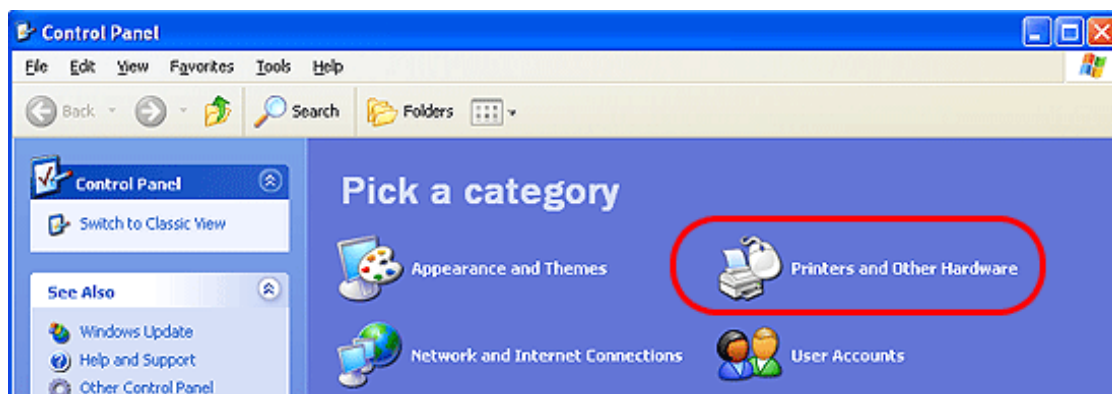 Control Panel
File Edit View Favorites Tools Help
Back Search Folders
Control Panel
Switch to Classic View
See Also
Windows Update
Help and Support
Other Control Panel
Pick a category
Appearance and Themes
Printers and Other Hardware
Network and Internet Connections
User Accounts